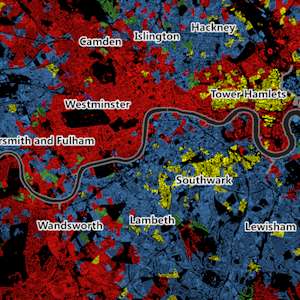 Hackney
Islington
Camden
Tower Hamlets
Westminster
rsmith and Fulham
Southwark
Lambeth
Wandsworth
Lewisham